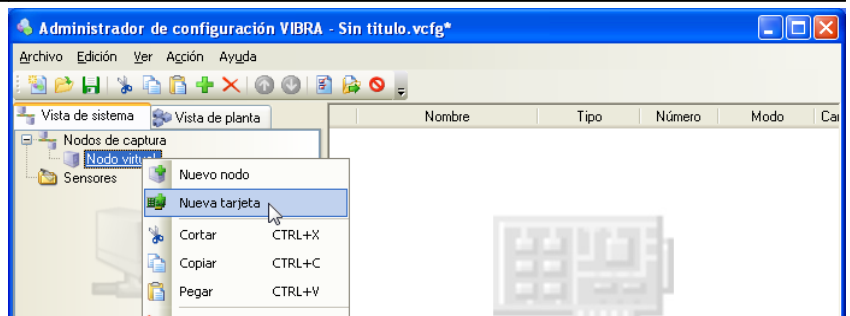 Administrador de configuración VIBRA - Sin titulo.vcfg*
Archivo Edición Ver Acción Ayuda
Vista de sistema Vista de planta
Nombre Tipo Número Modo
Nodos de captura
Nodo virtual
Sensores
Nuevo nodo
Nueva tarjeta
Cortar CTRL+X
Copiar CTRL+C
Pegar CTRL+V